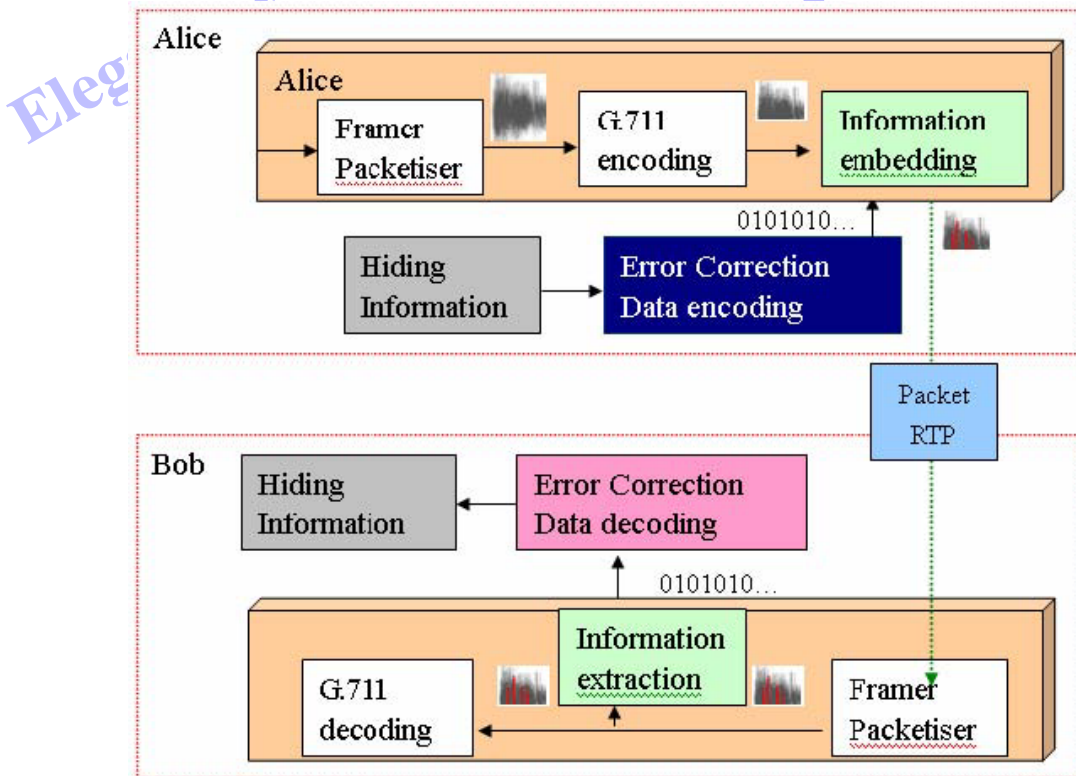 Alice
Eleg
Alice
Framer
Packetiser
G.711
encoding
Information
embedding
0101010...
Hiding
Information
Error Correction
Data encoding
Packet
RTP
Bob
Hiding
Information
Error Correction
Data decoding
0101010...
Information
extraction
G.711
decoding
Framer
Packetiser